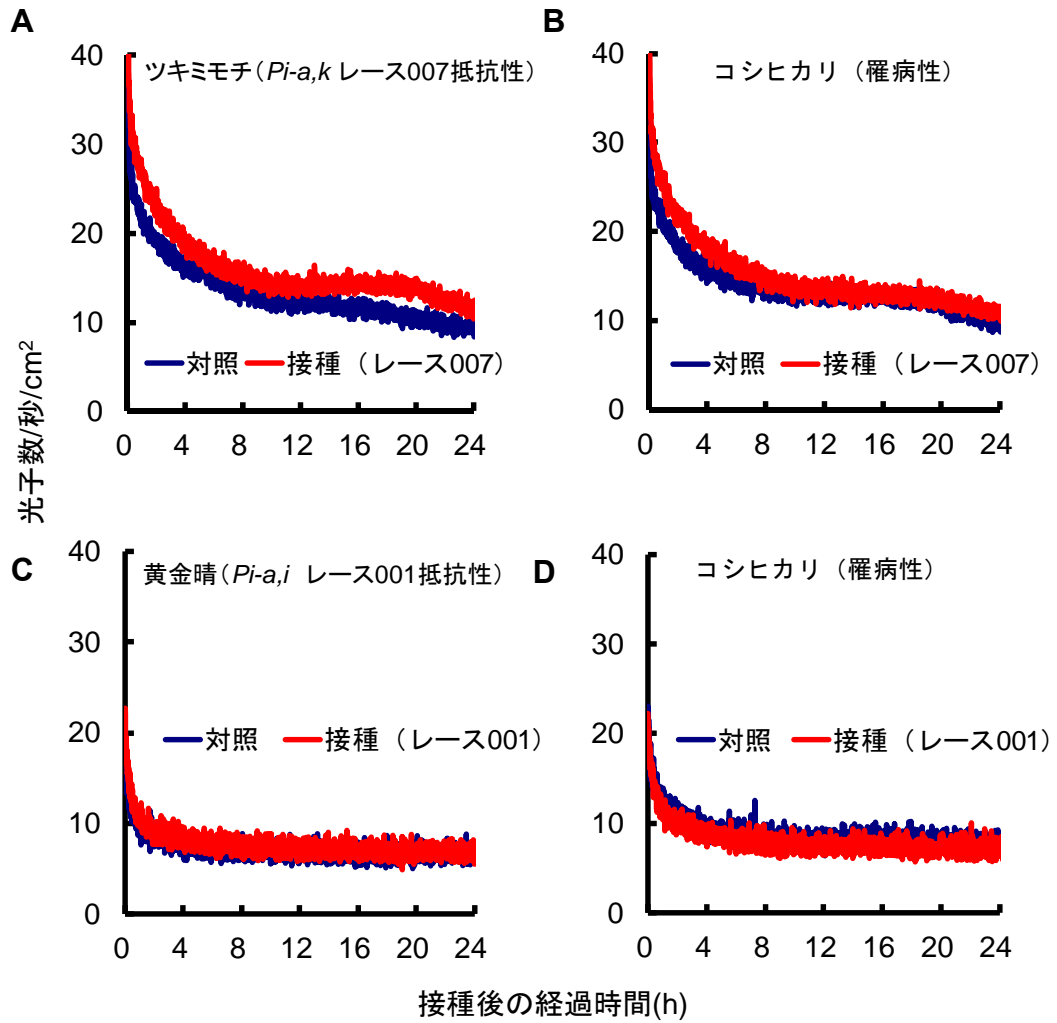 A
ツキミモチ(Pi-a,k レース007抵抗性)
40
30
20
10
0
対照 接種 (レース007)
0 4 8 12 16 20 24
B
コシヒカリ (罹病性)
40
30
20
10
0
対照 接種 (レース007)
0 4 8 12 16 20 24
光子数/秒/cm2
C
黄金晴(Pi-a,i レース001抵抗性)
40
30
20
10
0
対照 接種 (レース001)
0 4 8 12 16 20 24
D
コシヒカリ (罹病性)
40
30
20
10
0
対照 接種 (レース001)
0 4 8 12 16 20 24
接種後の経過時間(h)